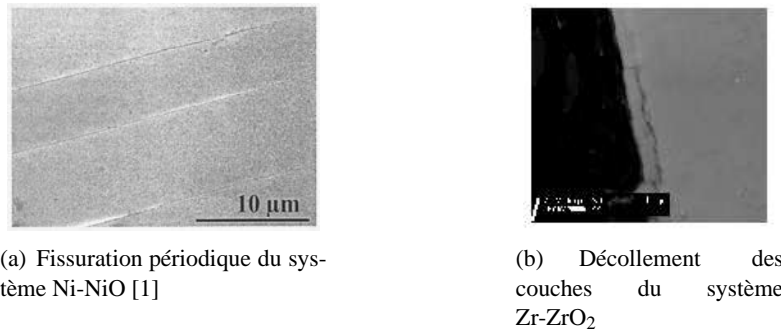 10 µm
(a) Fissuration périodique du sys-
tème Ni-NiO [1]
(b) Décollement des
couches du système
Zr-ZrO2